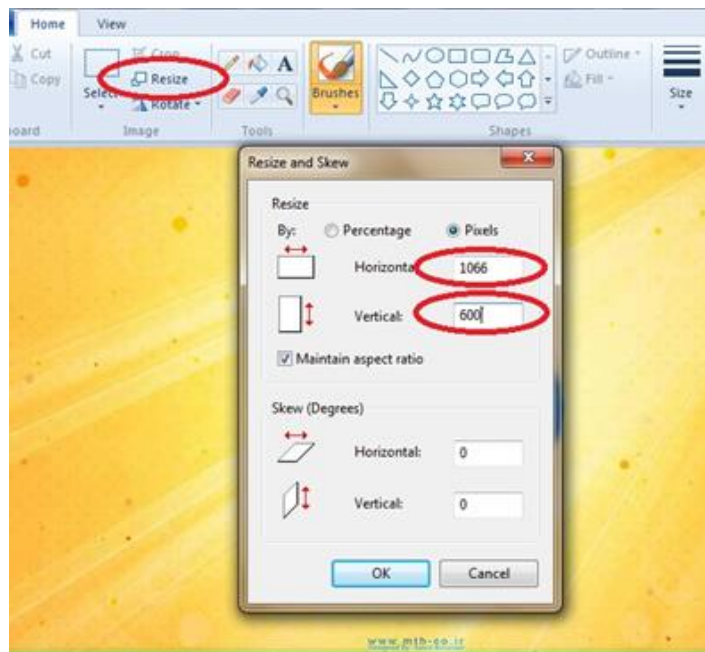 Home View
Cut
Copy
Select
Crop
Resize
Rotate
A
Brushes
Outline
Fill
Size
oard Image Tools Shapes
Resize and Skew
Resize
By: Percentage Pixels
Horizonta 1066
Vertical: 600
Maintain aspect ratio
Skew (Degrees)
Horizontal: 0
Vertical: 0
OK Cancel
www.mth-co.ir